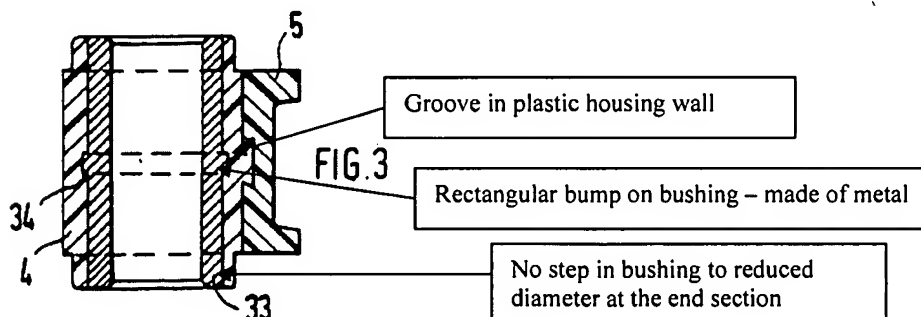 5
Groove in plastic housing wall
FIG.3
Rectangular bump on bushing – made of metal
34
4
No step in bushing to reduced
diameter at the end section
33